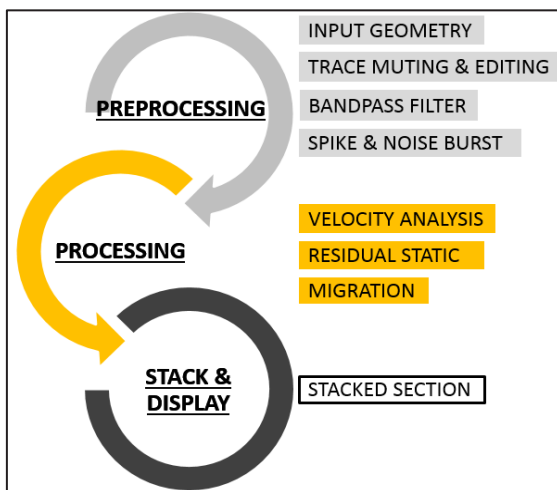 INPUT GEOMETRY
TRACE MUTING & EDITING
PREPROCESSING
BANDPASS FILTER
SPIKE & NOISE BURST
VELOCITY ANALYSIS
PROCESSING
RESIDUAL STATIC
MIGRATION
STACK &
DISPLAY
STACKED SECTION